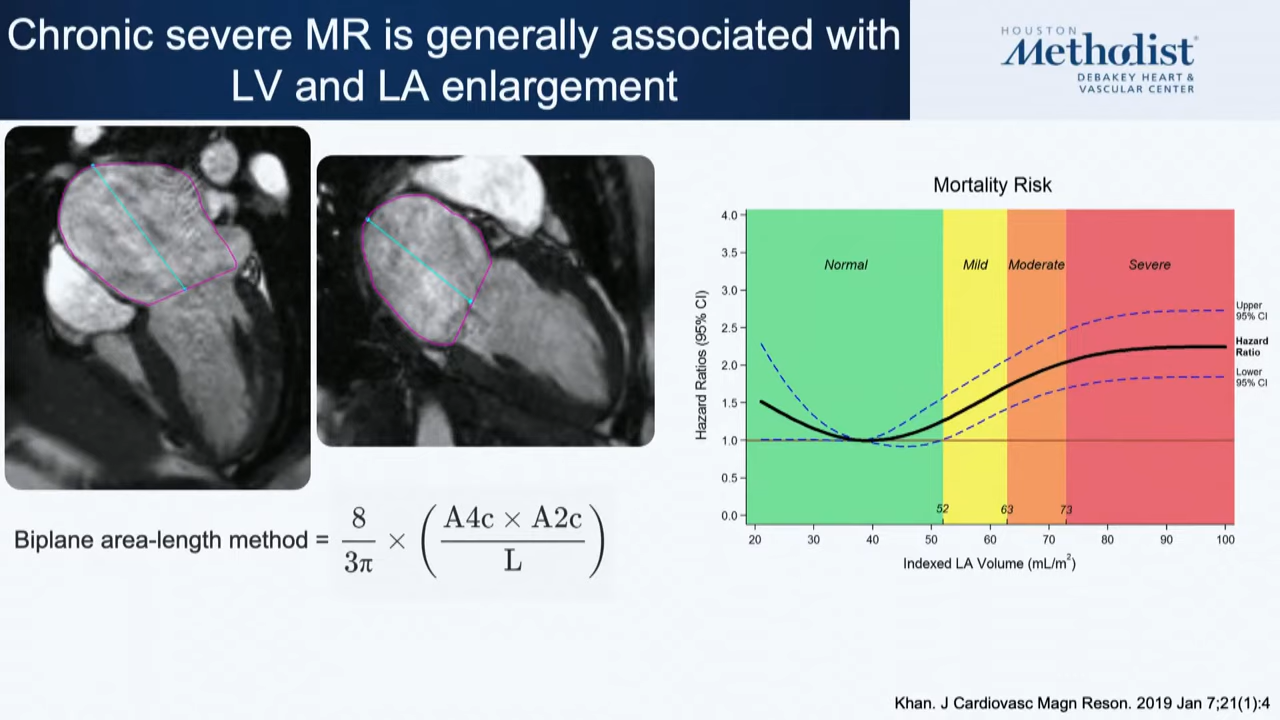 Chronic severe MR is generally associated with
LV and LA enlargement
HOUSTON
Methodist
DEBAKEY HEART &
VASCULAR CENTER
Biplane area-length method = 8/3π × (A4c × A2c / L)
Mortality Risk
Hazard Ratios (95% CI)
4.0
3.5
3.0
2.5
2.0
1.5
1.0
0.5
0.0
Normal
Mild
Moderate
Severe
Upper
95% CI
Hazard
Ratio
Lower
95% CI
52
63
73
20
30
40
50
60
70
80
90
100
Indexed LA Volume (mL/m²)
Khan. J Cardiovasc Magn Reson. 2019 Jan 7;21(1):4